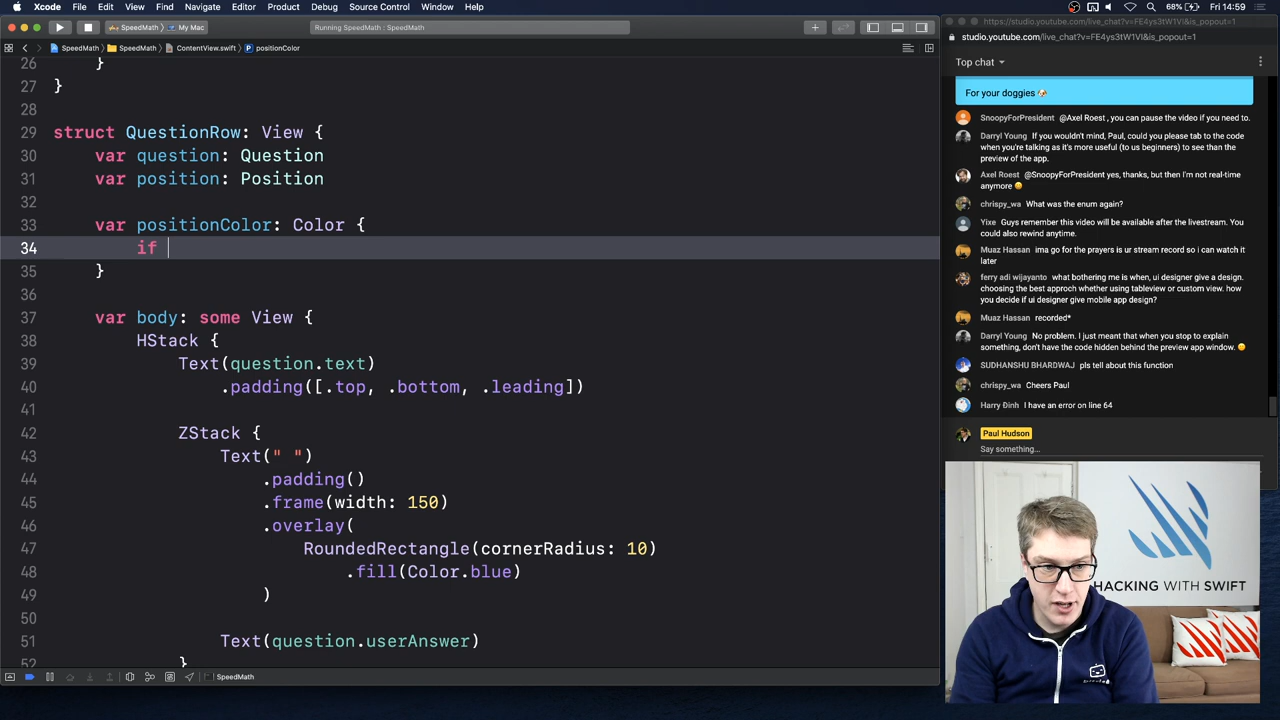 Xcode File Edit View Find Navigate Editor Product Debug Source Control Window Help 68% Fri 14:59
SpeedMath My Mac Running SpeedMath : SpeedMath
SpeedMath SpeedMath ContentView.swift positionColor
26 }
27 }
28
29 struct QuestionRow: View {
30 var question: Question
31 var position: Position
32
33 var positionColor: Color {
34 if
35 }
36
37 var body: some View {
38 HStack {
39 Text(question.text)
40 .padding([.top, .bottom, .leading])
41
42 ZStack {
43 Text(" ")
44 .padding()
45 .frame(width: 150)
46 .overlay(
47 RoundedRectangle(cornerRadius: 10)
48 .fill(Color.blue)
49 )
50
51 Text(question.userAnswer)
52 }
SpeedMath
https://studio.youtube.com/live_chat?v=FE4ys3tW1VI&is_popout=1
studio.youtube.com/live_chat?v=FE4ys3tW1VI&is_popout=1
Top chat
For your doggies 🐶
SnoopyForPresident @Axel Roest , you can pause the video if you need to.
Darryl Young If you wouldn't mind, Paul, could you please tab to the code
when you're talking as it's more useful (to us beginners) to see than the
preview of the app.
Axel Roest @SnoopyForPresident yes, thanks, but then I'm not real-time
anymore 😀
chrispy_wa What was the enum again?
Yixe Guys remember this video will be available after the livestream. You
could also rewind anytime.
Muaz Hassan ima go for the prayers is ur stream record so i can watch it
later
ferry adi wijayanto what bothering me is when, ui designer give a design.
choosing the best approch whether using tableview or custom view. how
you decide if ui designer give mobile app design?
Muaz Hassan recorded*
Darryl Young No problem. I just meant that when you stop to explain
something, don't have the code hidden behind the preview app window. 😀
SUDHANSHU BHARDWAJ pls tell about this function
chrispy_wa Cheers Paul
Harry Đinh I have an error on line 64
Paul Hudson
Say something...
HACKING WITH SWIFT